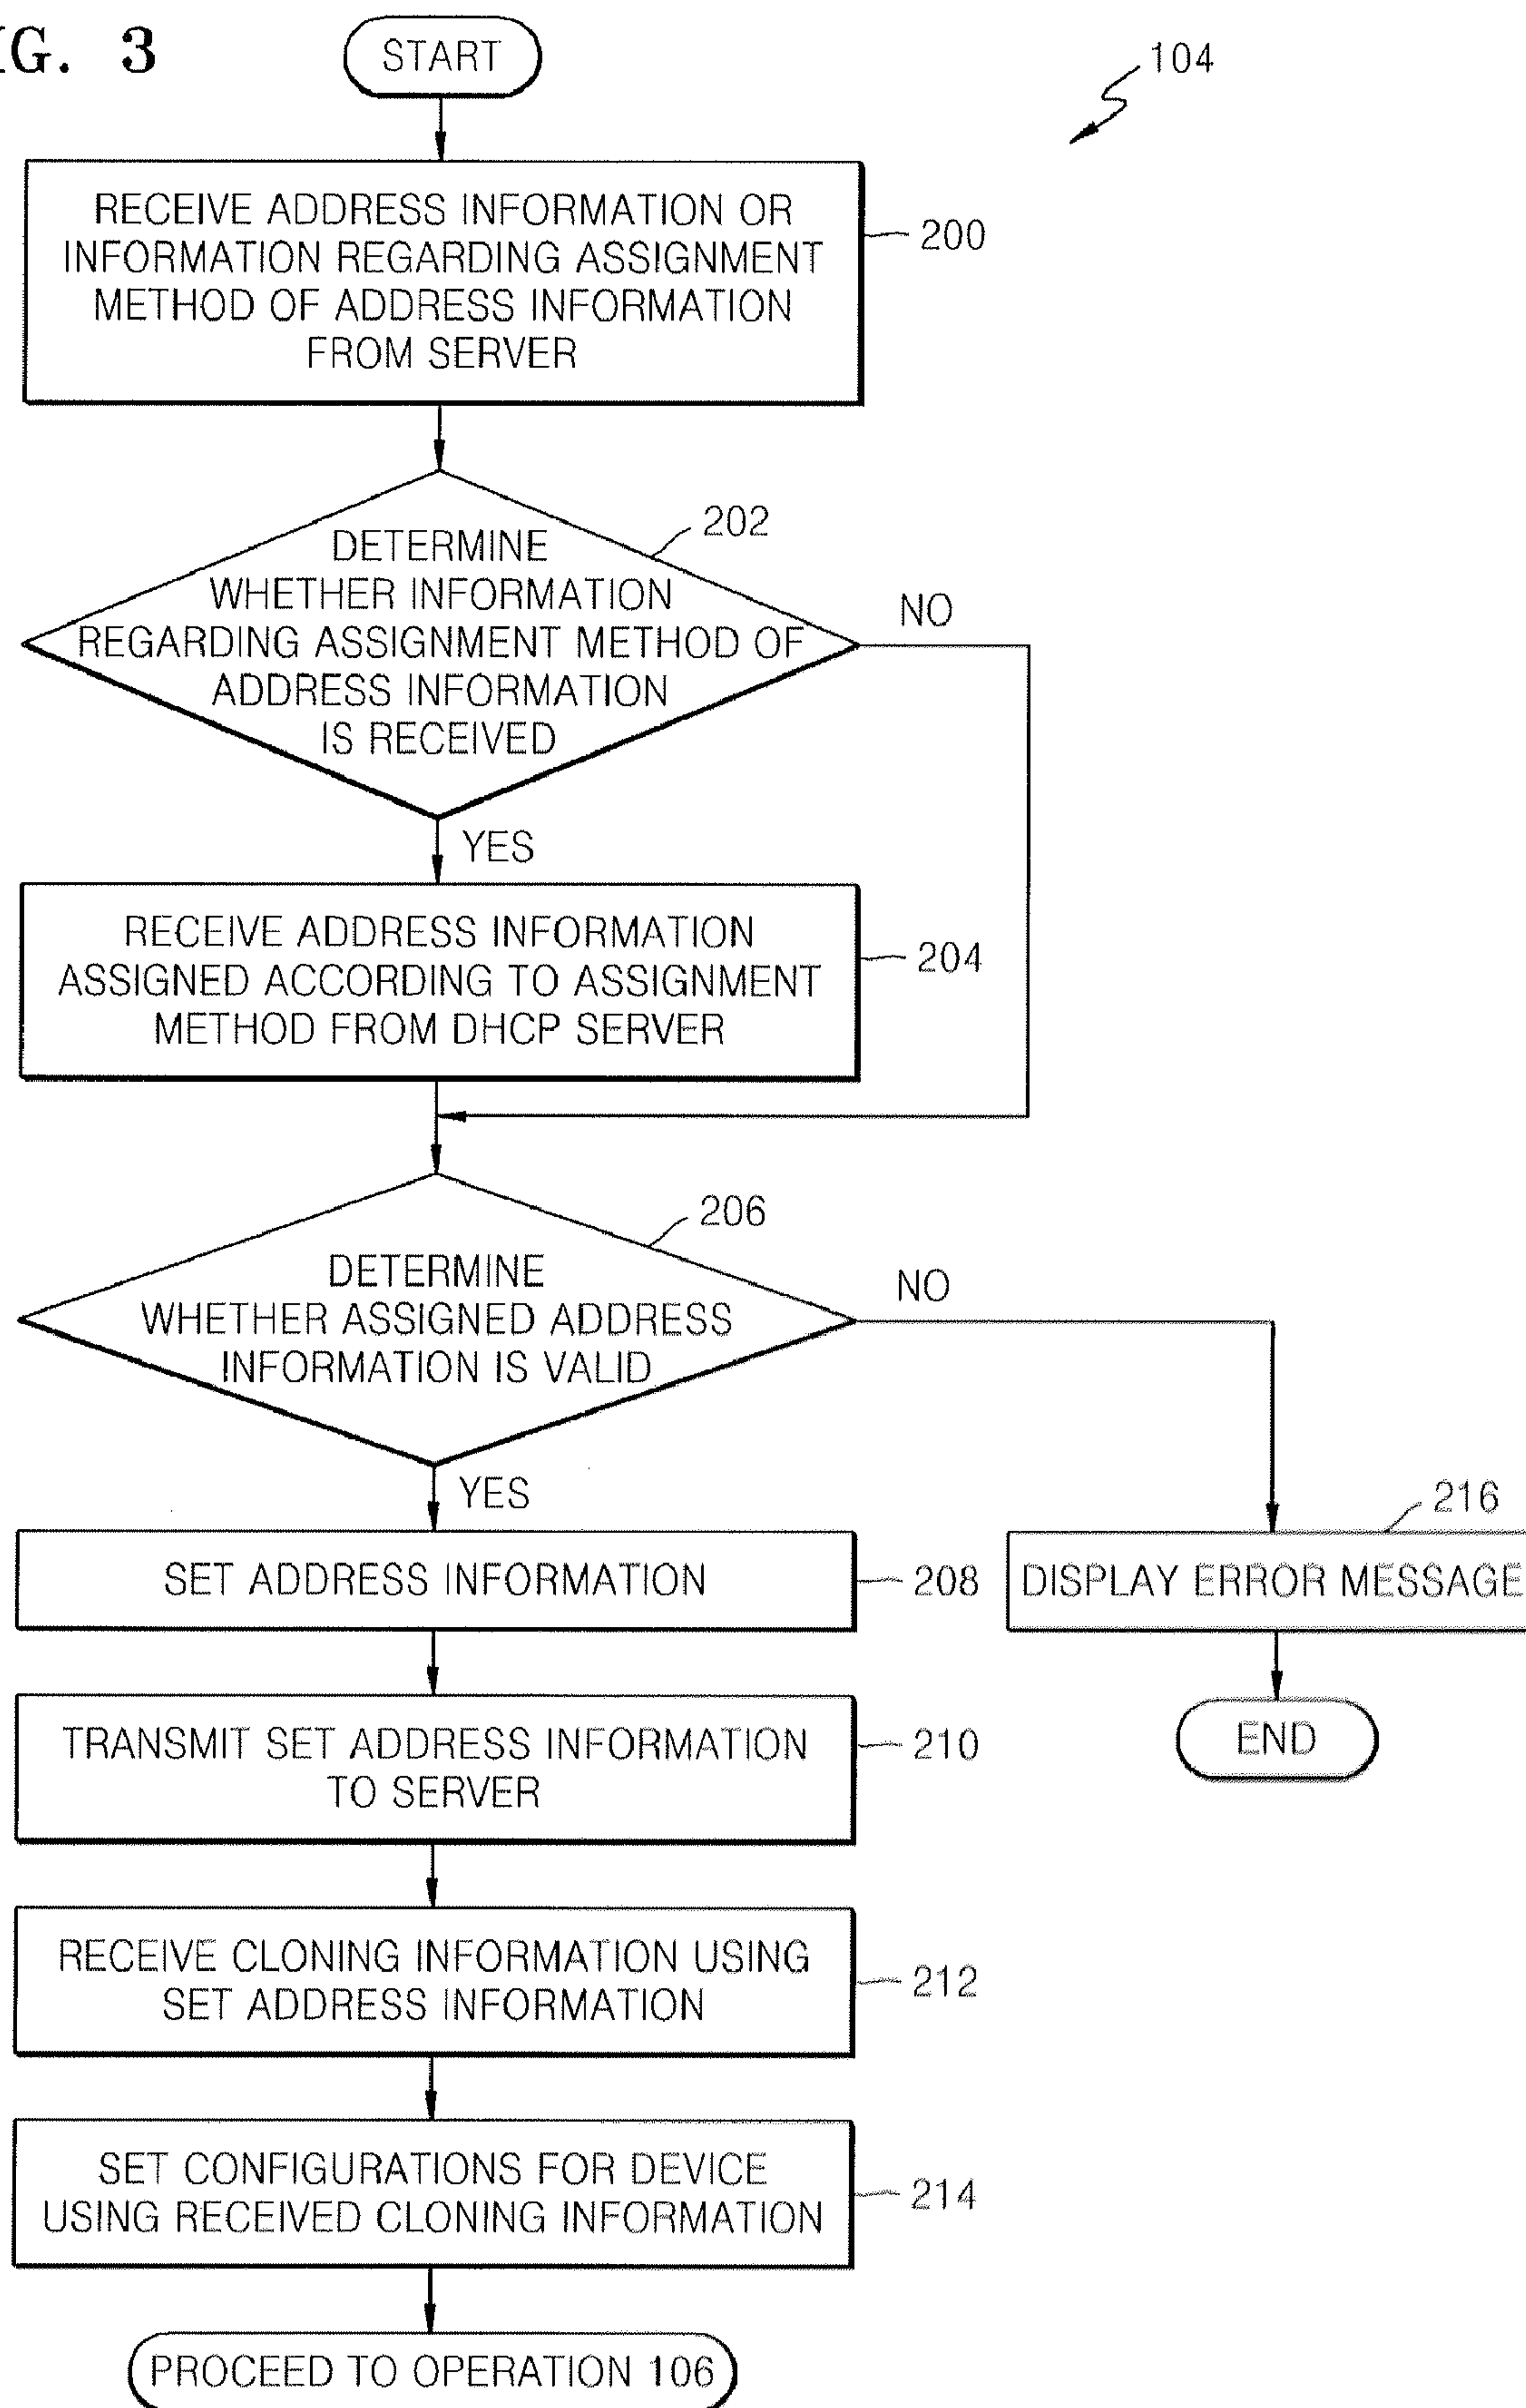 IG. 3
START
104
RECEIVE ADDRESS INFORMATION OR
INFORMATION REGARDING ASSIGNMENT
METHOD OF ADDRESS INFORMATION
FROM SERVER
200
202
DETERMINE
WHETHER INFORMATION
REGARDING ASSIGNMENT METHOD OF
ADDRESS INFORMATION
IS RECEIVED
NO
YES
RECEIVE ADDRESS INFORMATION
ASSIGNED ACCORDING TO ASSIGNMENT
METHOD FROM DHCP SERVER
204
206
DETERMINE
WHETHER ASSIGNED ADDRESS
INFORMATION IS VALID
NO
YES
SET ADDRESS INFORMATION
208
216
DISPLAY ERROR MESSAGE
END
TRANSMIT SET ADDRESS INFORMATION
TO SERVER
210
RECEIVE CLONING INFORMATION USING
SET ADDRESS INFORMATION
212
SET CONFIGURATIONS FOR DEVICE
USING RECEIVED CLONING INFORMATION
214
PROCEED TO OPERATION 106